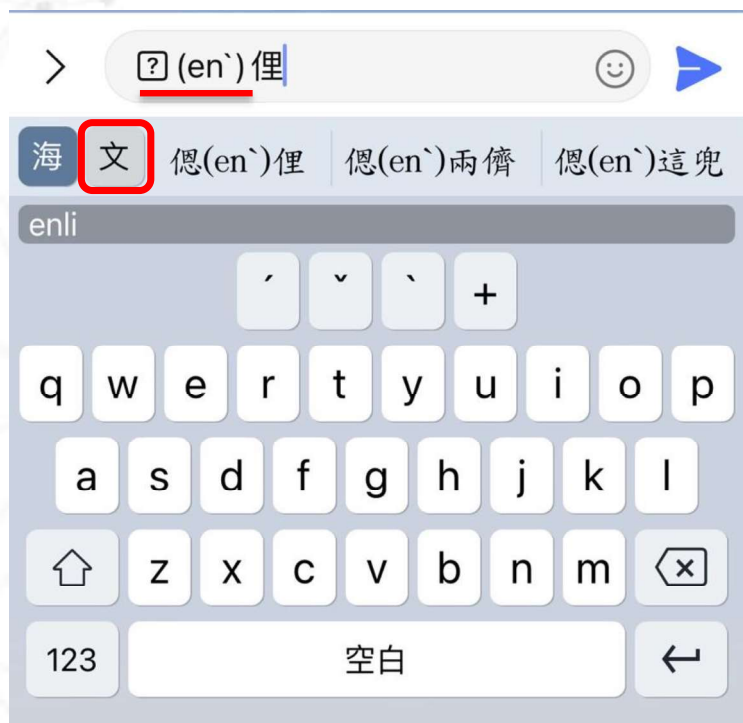 (en`)俚
海 文 偲(en`)俚 偲(en`)兩儕 偲(en`)這兜
enli
ˊ ˇ ˋ +
q w e r t y u i o p
a s d f g h j k l
z x c v b n m
123 空白